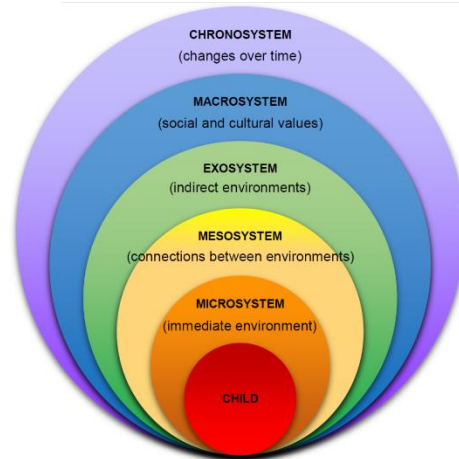 CHRONOSYSTEM
(changes over time)
MACROSYSTEM
(social and cultural values)
EXOSYSTEM
(indirect environments)
MESOSYSTEM
(connections between environments)
MICROSYSTEM
(immediate environment)
CHILD